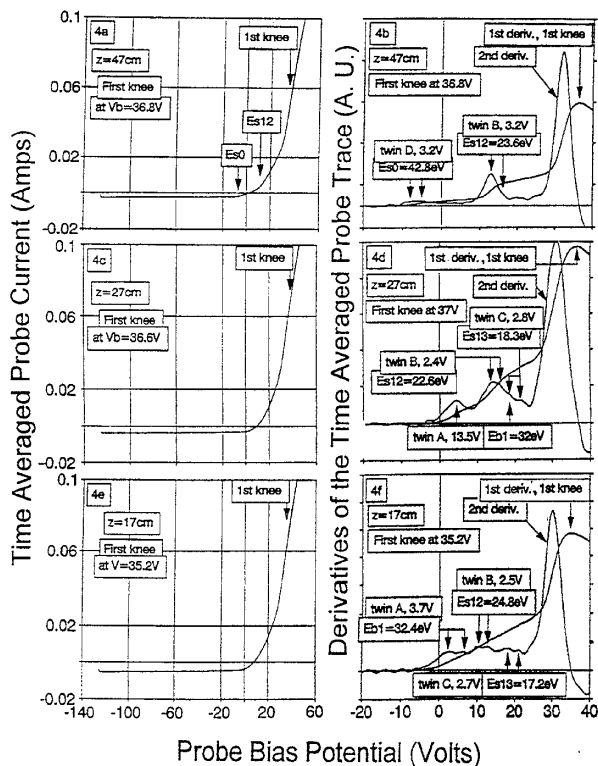 Time Averaged Probe Current (Amps)
0.1
0.06
0.02
-0.02
4a
1st knee
z=47cm
First knee
at Vb=36.8V
Es12
Es0
0.1
0.06
0.02
-0.02
4c
1st knee
z=27cm
First knee
at Vb=36.6V
0.1
0.06
0.02
-0.02
4e
1st knee
z=17cm
First knee
at V=35.2V
-140 -100 -60 -20 20 60
Derivatives of the Time Averaged Probe Trace (A. U.)
4b
1st deriv., 1st knee
z=47cm
2nd deriv.
First knee at 36.8V
twin B, 3.2V
twin D, 3.2V
Es12=23.6eV
Es0=42.8eV
4d
1st deriv., 1st knee
z=27cm
2nd deriv.
First knee at 37V
twin C, 2.8V
Es13=18.3eV
twin B, 2.4V
Es12=22.6eV
twin A, 13.5V
Eb1=32eV
4f
1st deriv., 1st knee
z=17cm
2nd deriv.
First knee at 35.2V
twin B, 2.5V
twin A, 3.7V
Es12=24.8eV
Eb1=32.4eV
twin C, 2.7V
Es13=17.2eV
-20 -10 0 10 20 30 40
Probe Bias Potential (Volts)